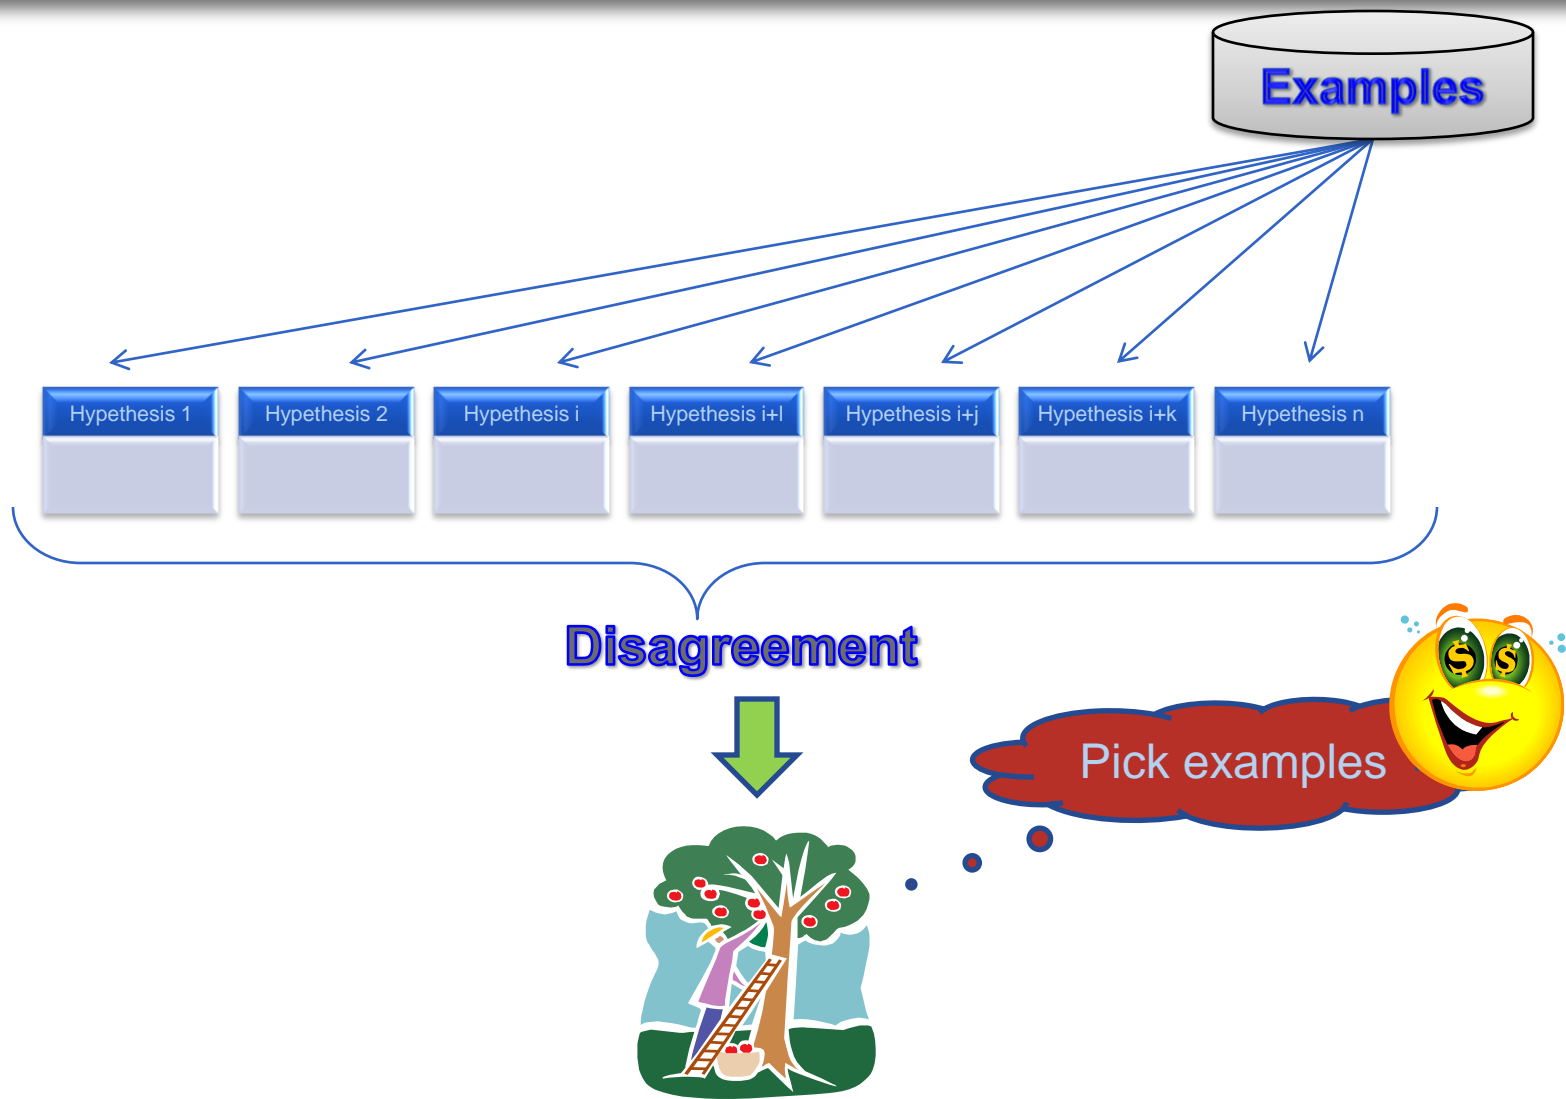 Examples
Hypethesis 1
Hypethesis 2
Hypethesis i
Hypethesis i+l
Hypethesis i+j
Hypethesis i+k
Hypethesis n
Disagreement
Pick examples
$ $